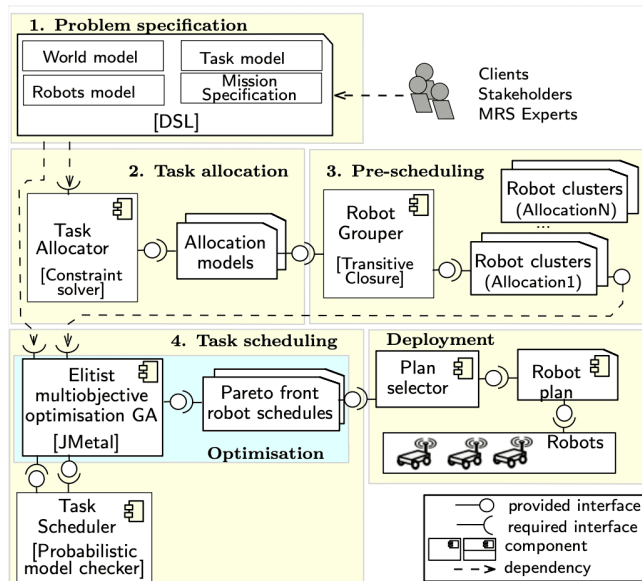 1. Problem specification
World model
Task model
Robots model
Mission
Specification
[DSL]
Clients
Stakeholders
MRS Experts
2. Task allocation
Task
Allocator
[Constraint
solver]
Allocation
models
3. Pre-scheduling
Robot
Grouper
[Transitive
Closure]
Robot clusters
(AllocationN)
...
Robot clusters
(Allocation1)
4. Task scheduling
Elitist
multiobjective
optimisation GA
[JMetal]
Pareto front
robot schedules
Optimisation
Task
Scheduler
[Probabilistic
model checker]
Deployment
Plan
selector
Robot
plan
Robots
provided interface
required interface
component
dependency